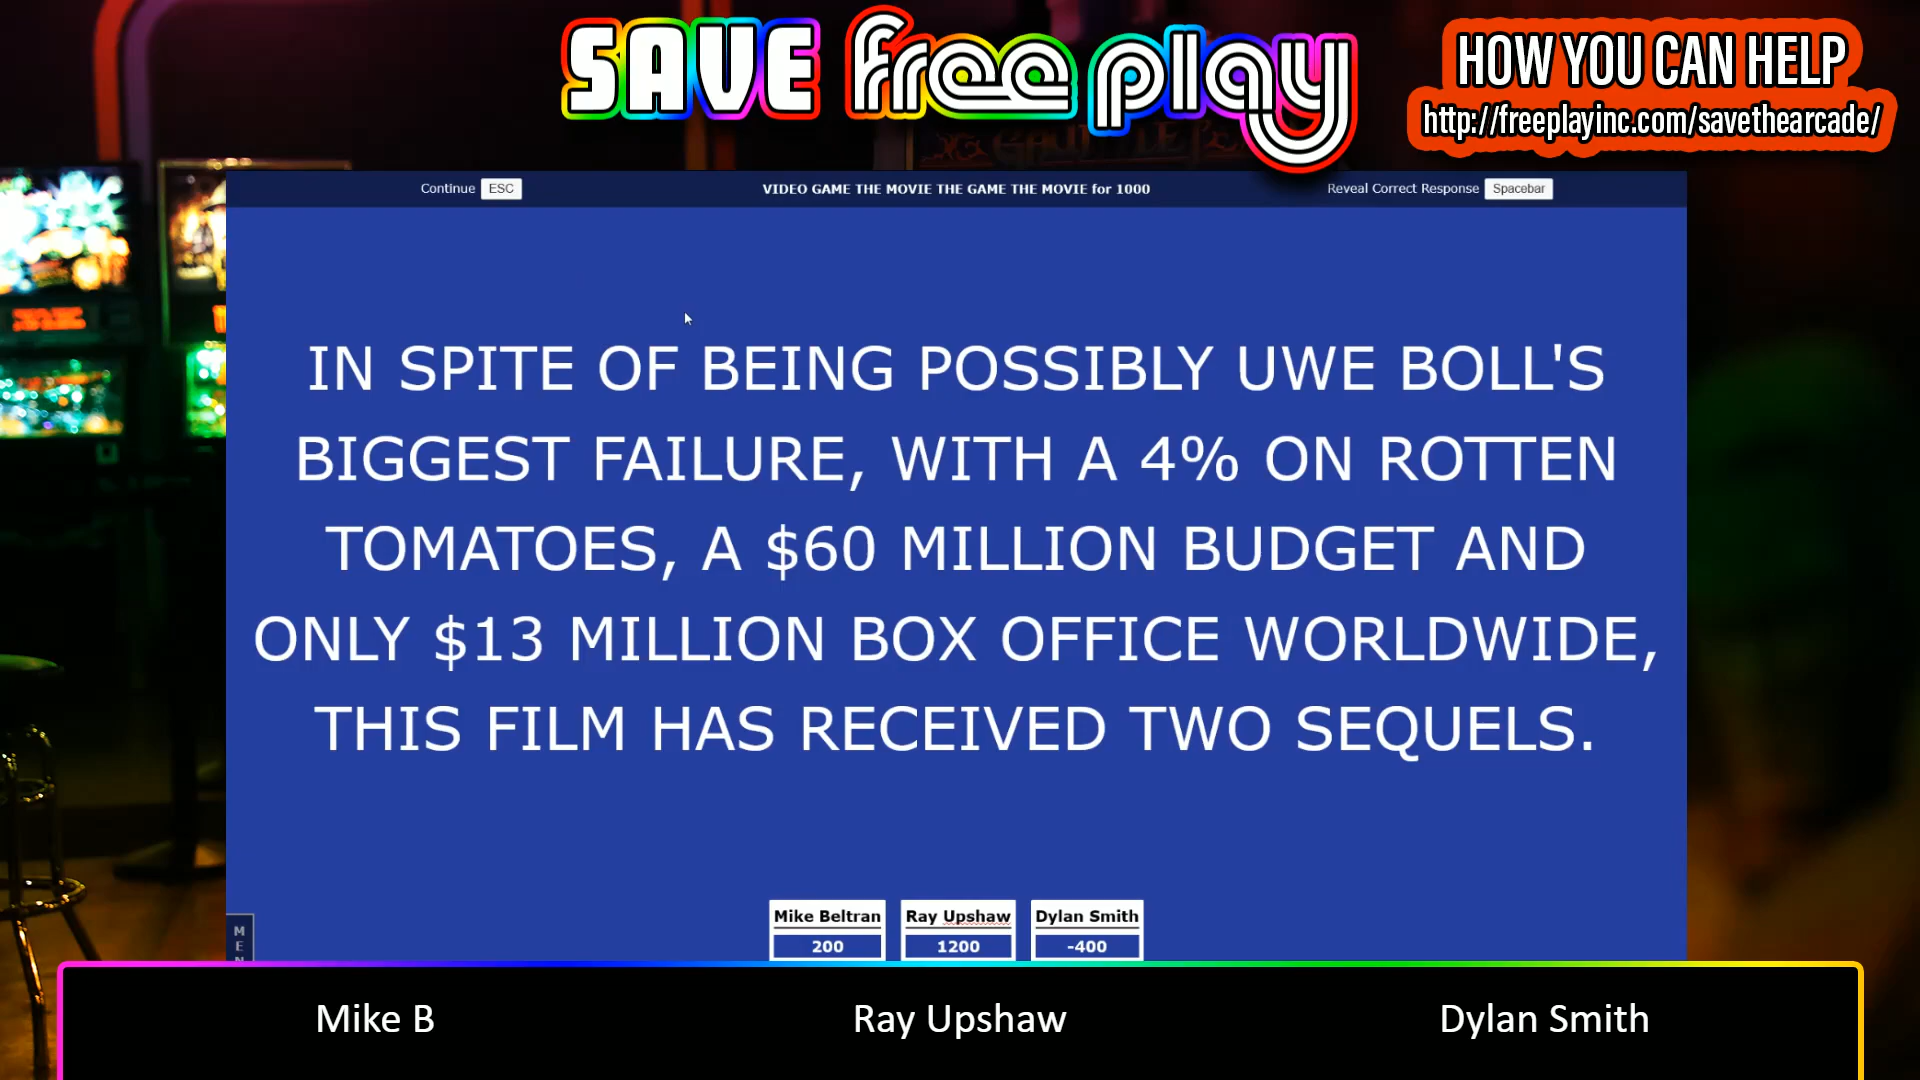 SAVE free play
HOW YOU CAN HELP
http://freeplayinc.com/savethearcade/
Continue ESC
VIDEO GAME THE MOVIE THE GAME THE MOVIE for 1000
Reveal Correct Response Spacebar
IN SPITE OF BEING POSSIBLY UWE BOLL'S
BIGGEST FAILURE, WITH A 4% ON ROTTEN
TOMATOES, A $60 MILLION BUDGET AND
ONLY $13 MILLION BOX OFFICE WORLDWIDE,
THIS FILM HAS RECEIVED TWO SEQUELS.
M
E
N
Mike Beltran
200
Ray Upshaw
1200
Dylan Smith
-400
Mike B
Ray Upshaw
Dylan Smith